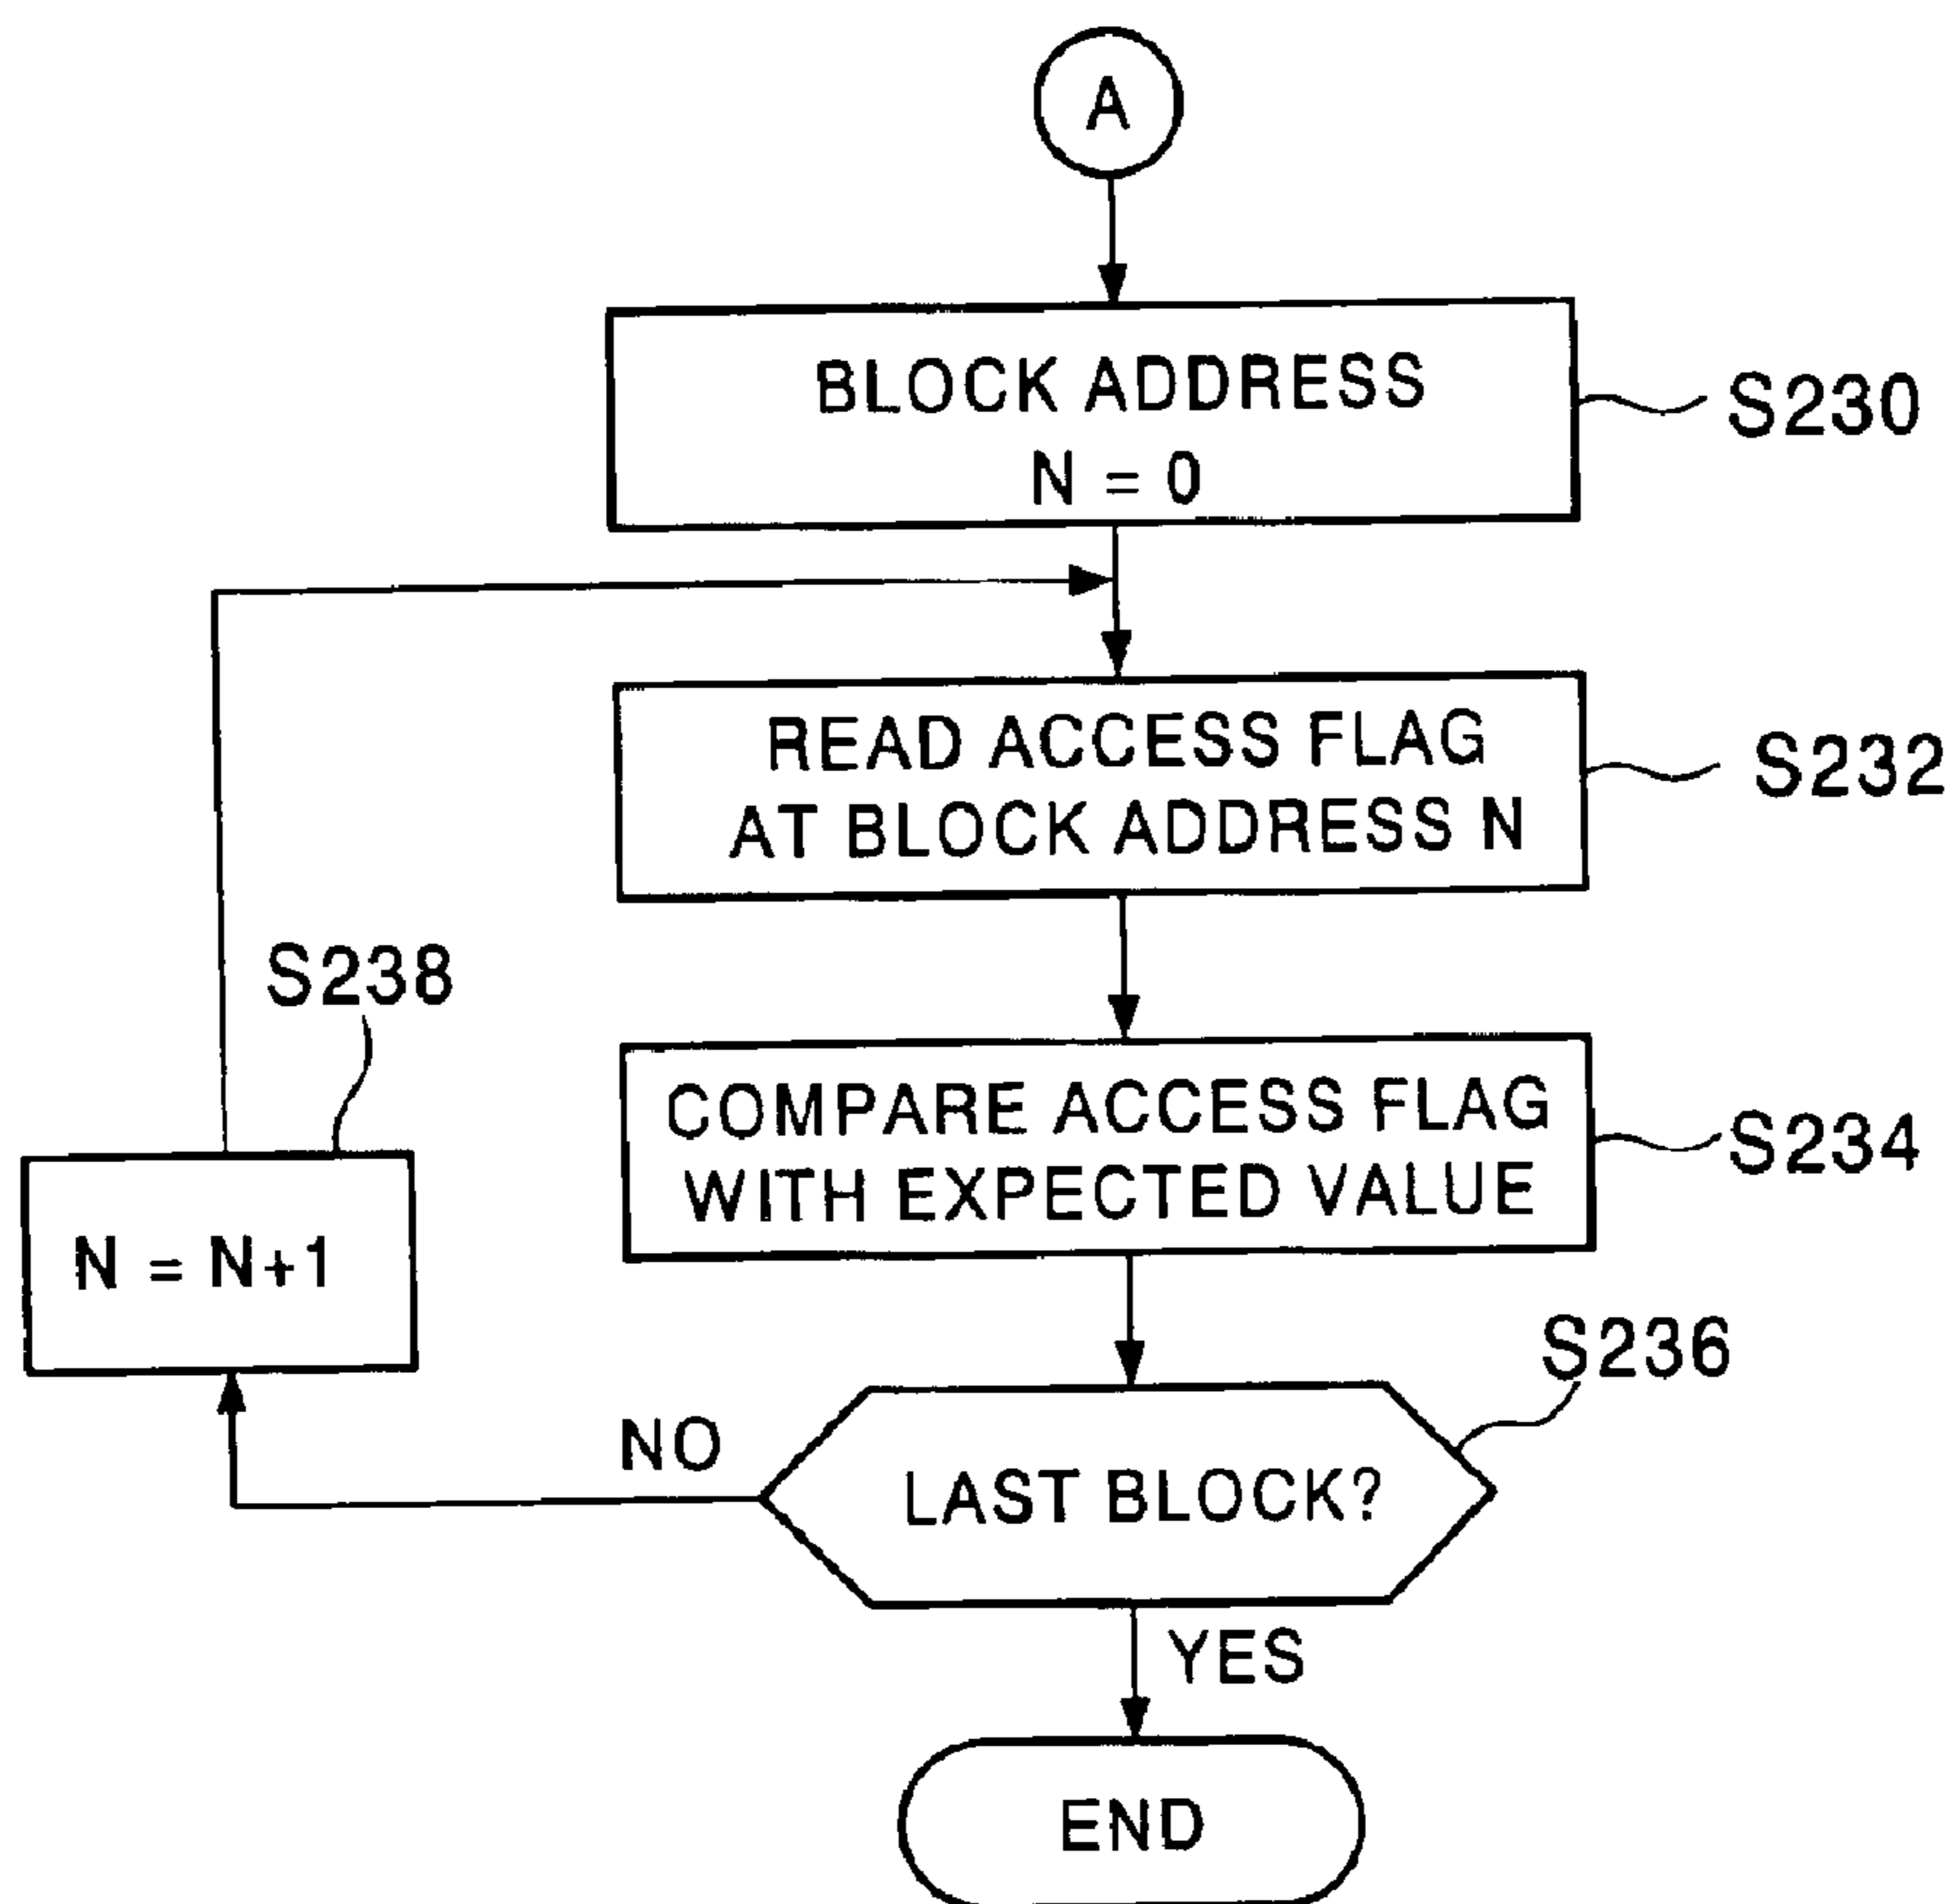 A
BLOCK ADDRESS
N = 0
S230
READ ACCESS FLAG
AT BLOCK ADDRESS N
S232
S238
COMPARE ACCESS FLAG
WITH EXPECTED VALUE
S234
N = N+1
S236
NO
LAST BLOCK?
YES
END